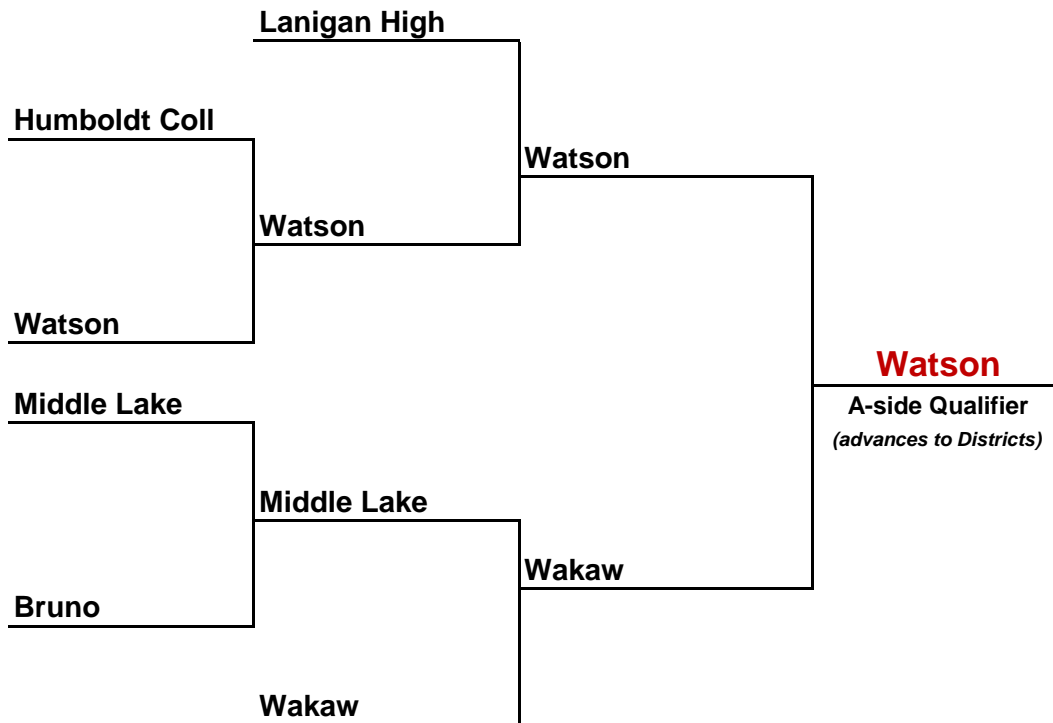 Lanigan High
Humboldt Coll
Watson
Watson
Watson
Watson
Middle Lake
A-side Qualifier
(advances to Districts)
Middle Lake
Wakaw
Bruno
Wakaw